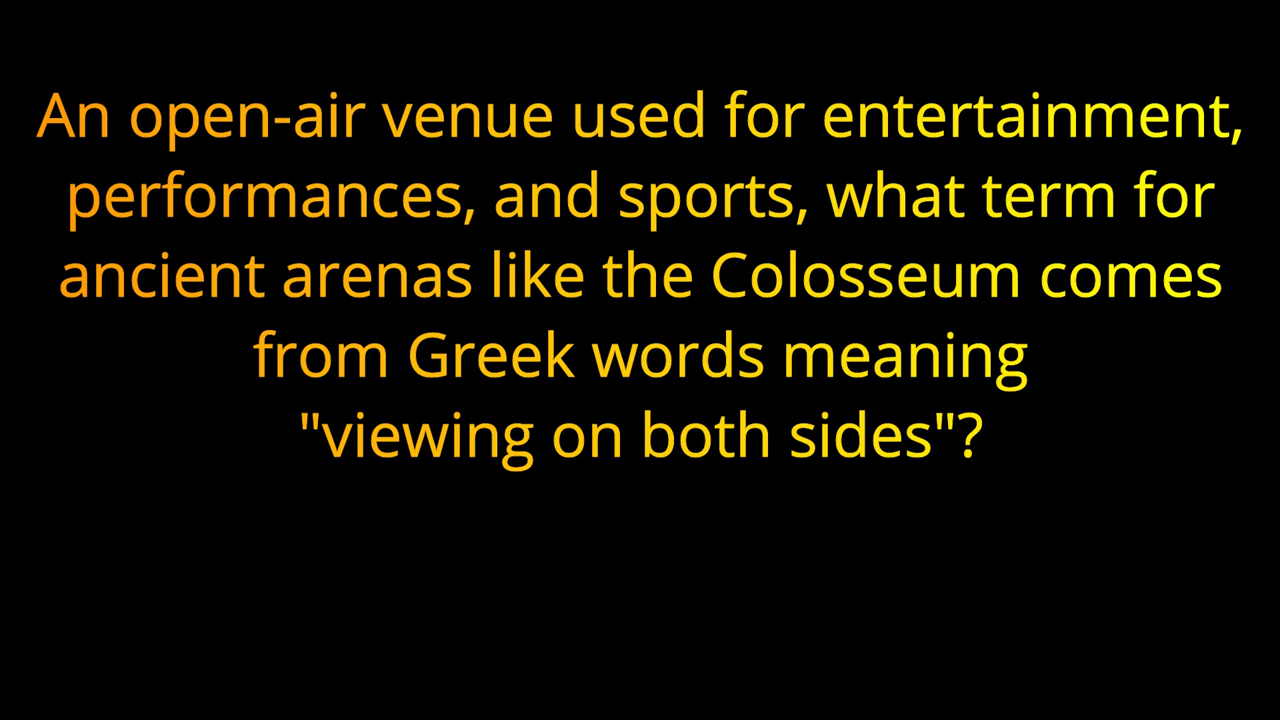 An open-air venue used for entertainment,
performances, and sports, what term for
ancient arenas like the Colosseum comes
from Greek words meaning
"viewing on both sides"?